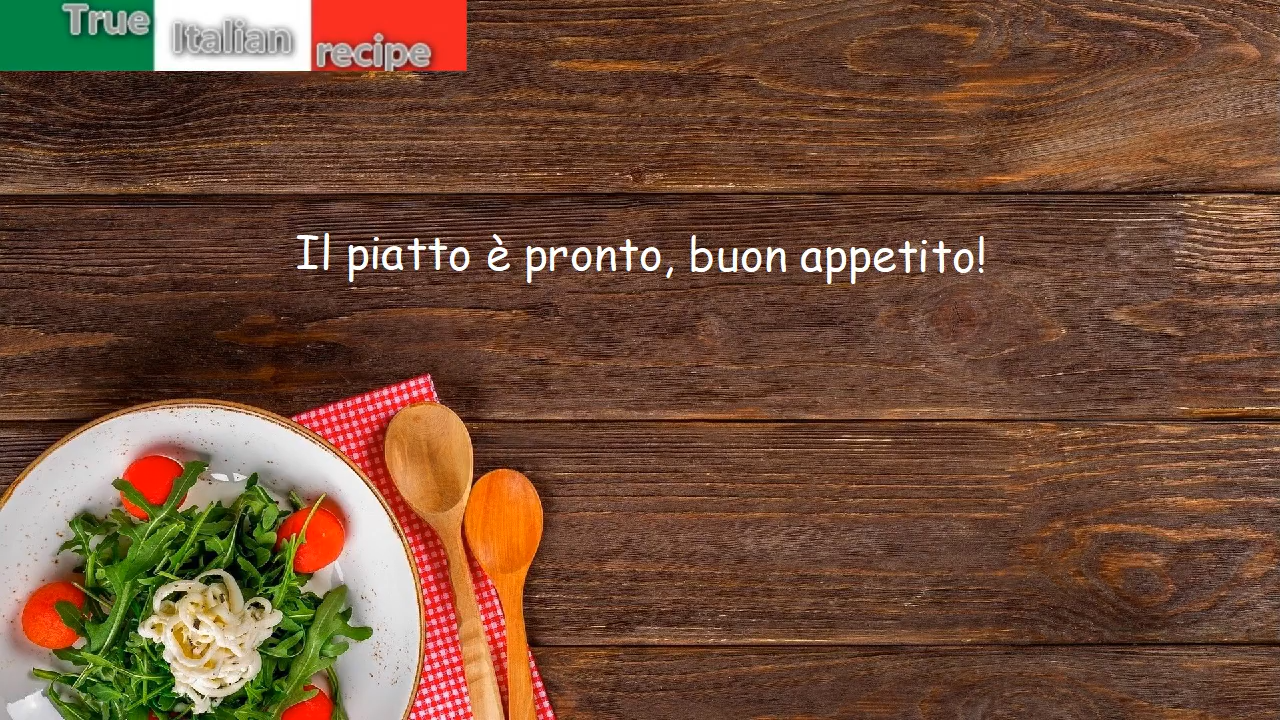 True Italian recipe
Il piatto è pronto, buon appetito!